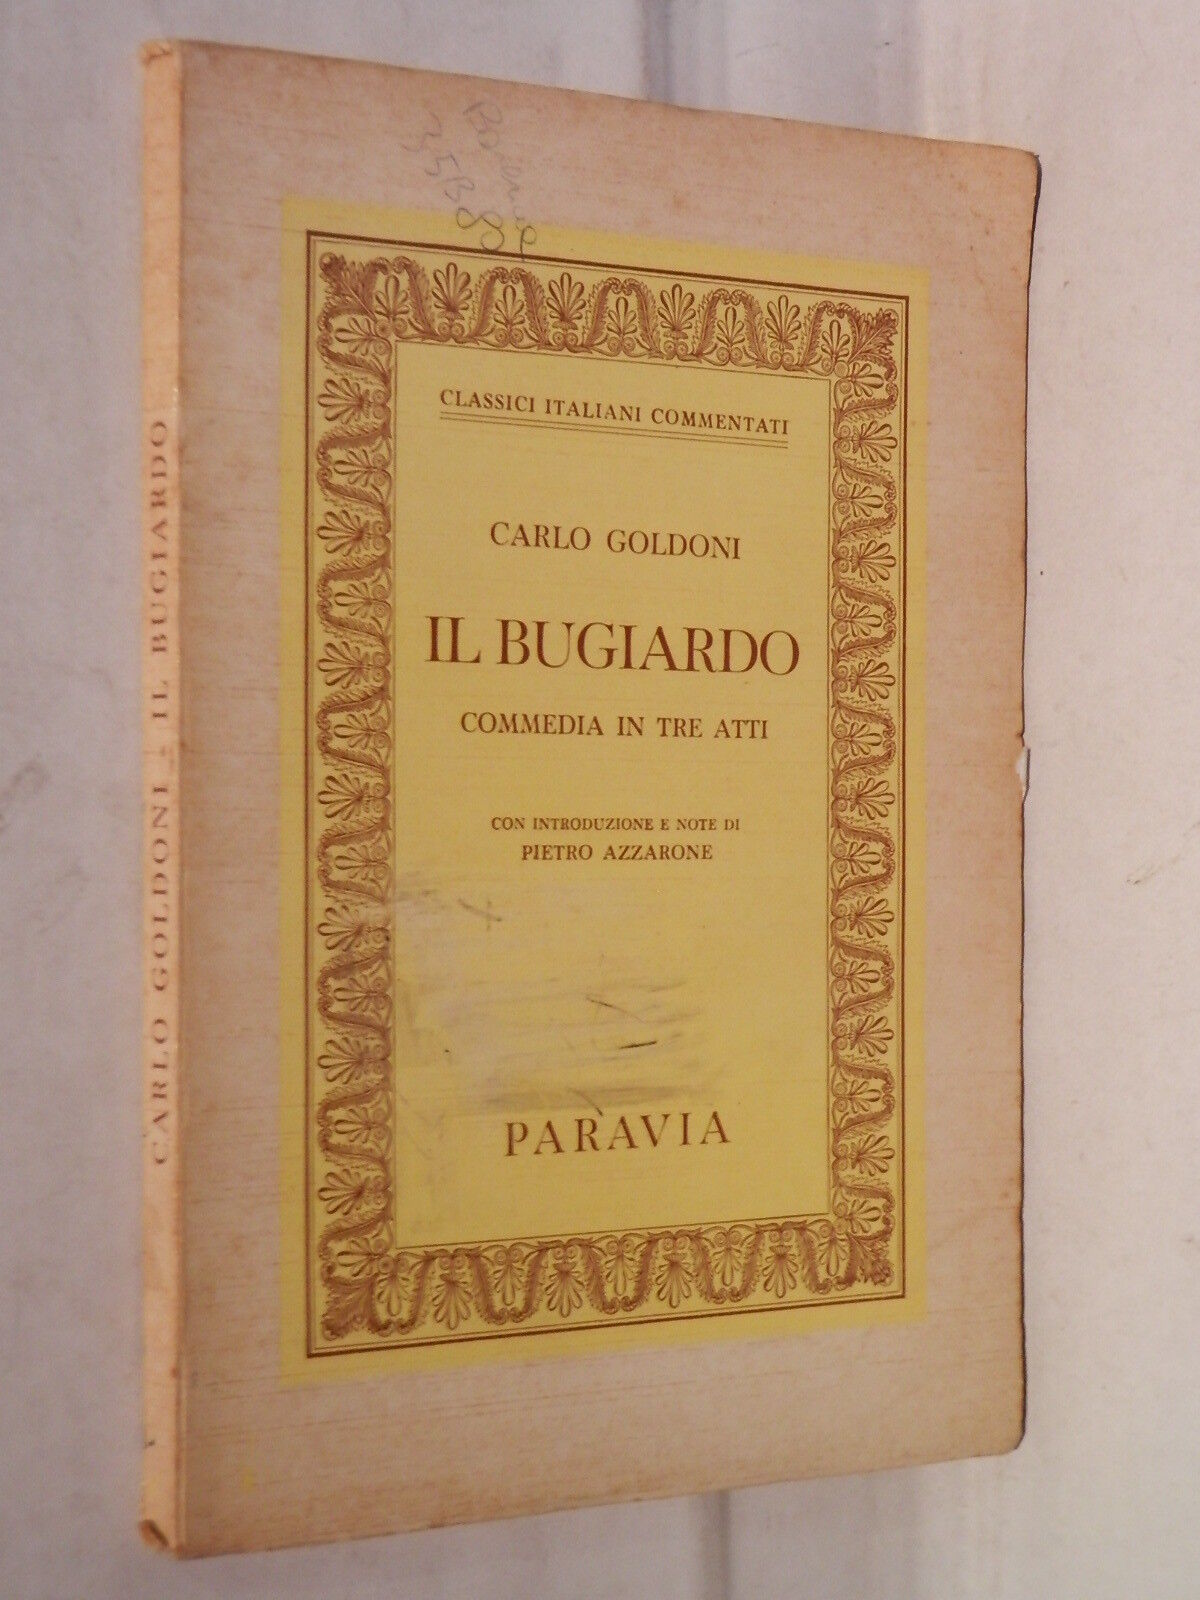 CLASSICI ITALIANI COMMENTATI
CARLO GOLDONI
IL BUGIARDO
COMMEDIA IN TRE ATTI
CON INTRODUZIONE E NOTE DI
PIETRO AZZARONE
PARAVIA
CARLO GOLDONI - IL BUGIARDO